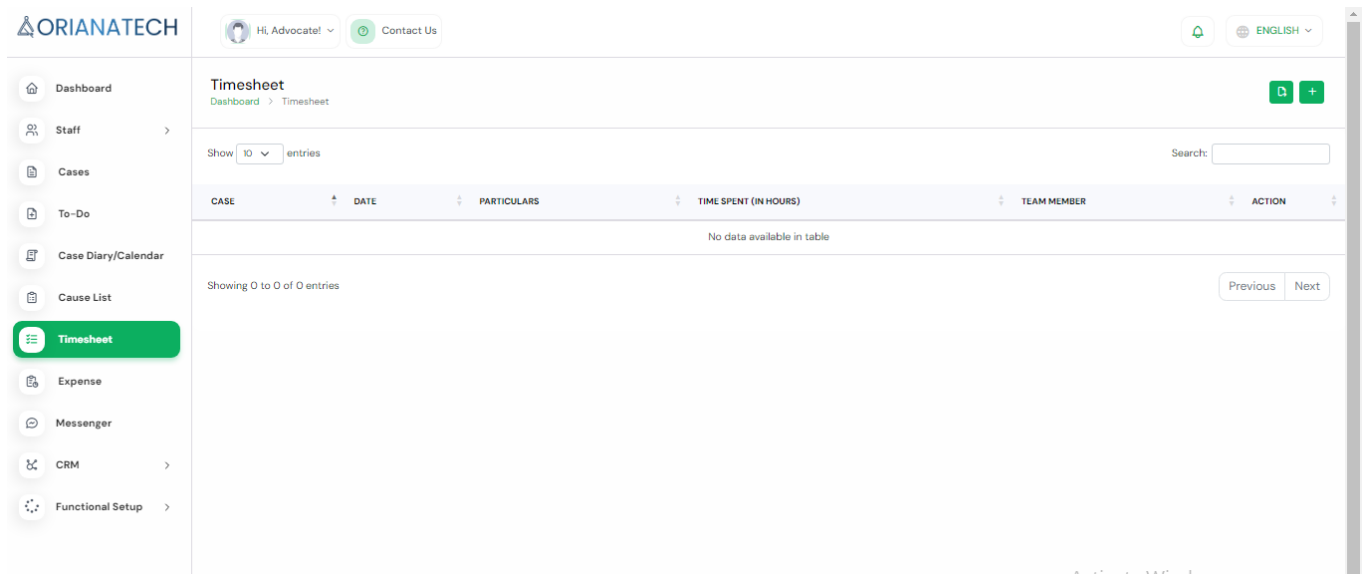 ORIANATECH
Hi, Advocate!
Contact Us
ENGLISH
Dashboard
Staff
Cases
To-Do
Case Diary/Calendar
Cause List
Timesheet
Expense
Messenger
CRM
Functional Setup
Timesheet
Dashboard > Timesheet
Show 10 entries
Search:
CASE DATE PARTICULARS TIME SPENT (IN HOURS) TEAM MEMBER ACTION
No data available in table
Showing 0 to 0 of 0 entries
Previous Next